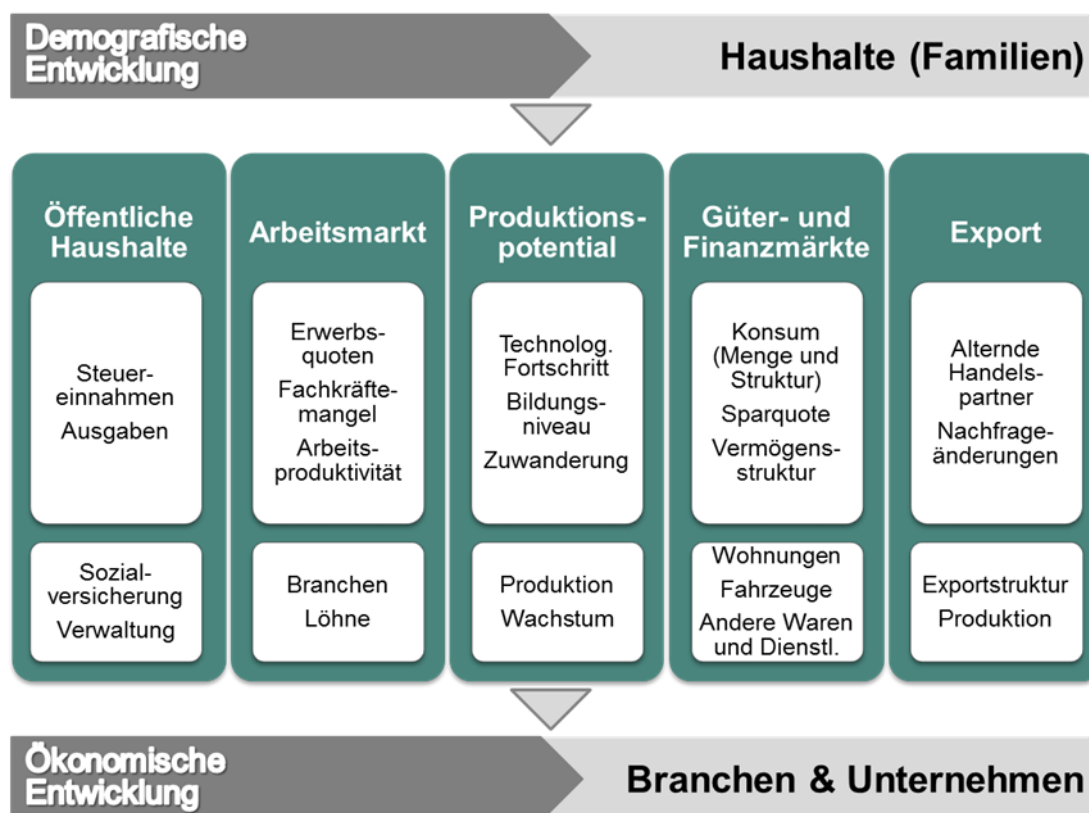 Demografische
Entwicklung
Haushalte (Familien)
Öffentliche
Haushalte
Steuer-
einnahmen
Ausgaben
Sozial-
versicherung
Verwaltung
Arbeitsmarkt
Erwerbs-
quoten
Fachkräfte-
mangel
Arbeits-
produktivität
Branchen
Löhne
Produktions-
potential
Technolog.
Fortschritt
Bildungs-
niveau
Zuwanderung
Produktion
Wachstum
Güter- und
Finanzmärkte
Konsum
(Menge und
Struktur)
Sparquote
Vermögens-
struktur
Wohnungen
Fahrzeuge
Andere Waren
und Dienstl.
Export
Alternde
Handels-
partner
Nachfrage-
änderungen
Exportstruktur
Produktion
Ökonomische
Entwicklung
Branchen & Unternehmen